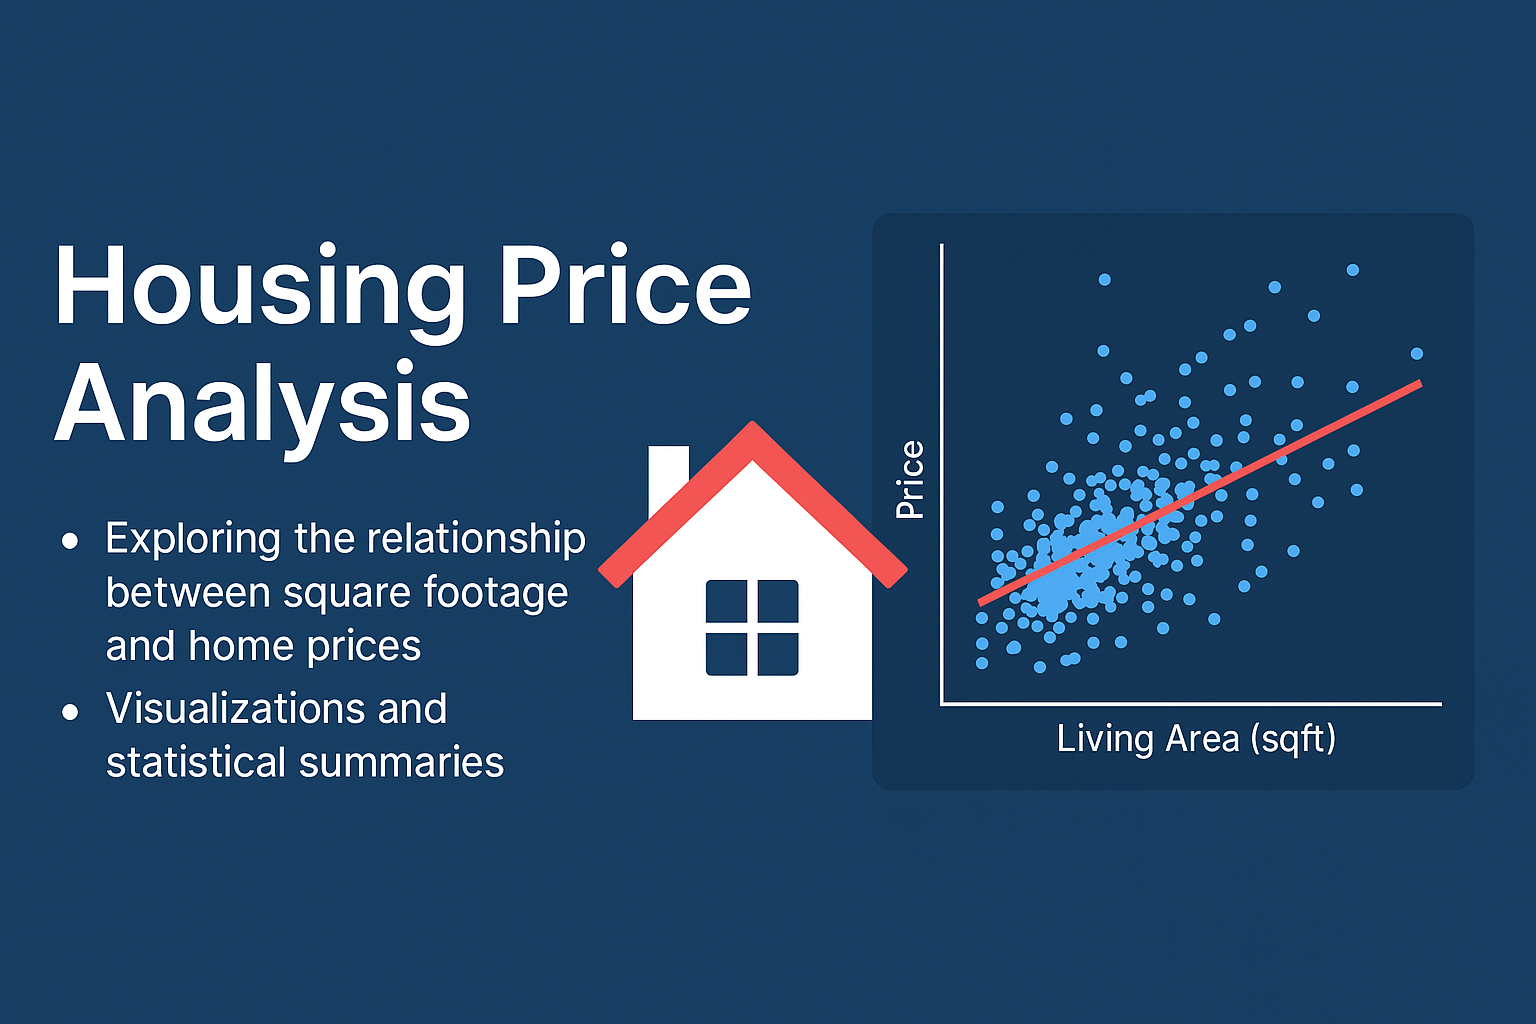 Housing Price
Analysis
• Exploring the relationship
between square footage
and home prices
• Visualizations and
statistical summaries
Price
Living Area (sqft)